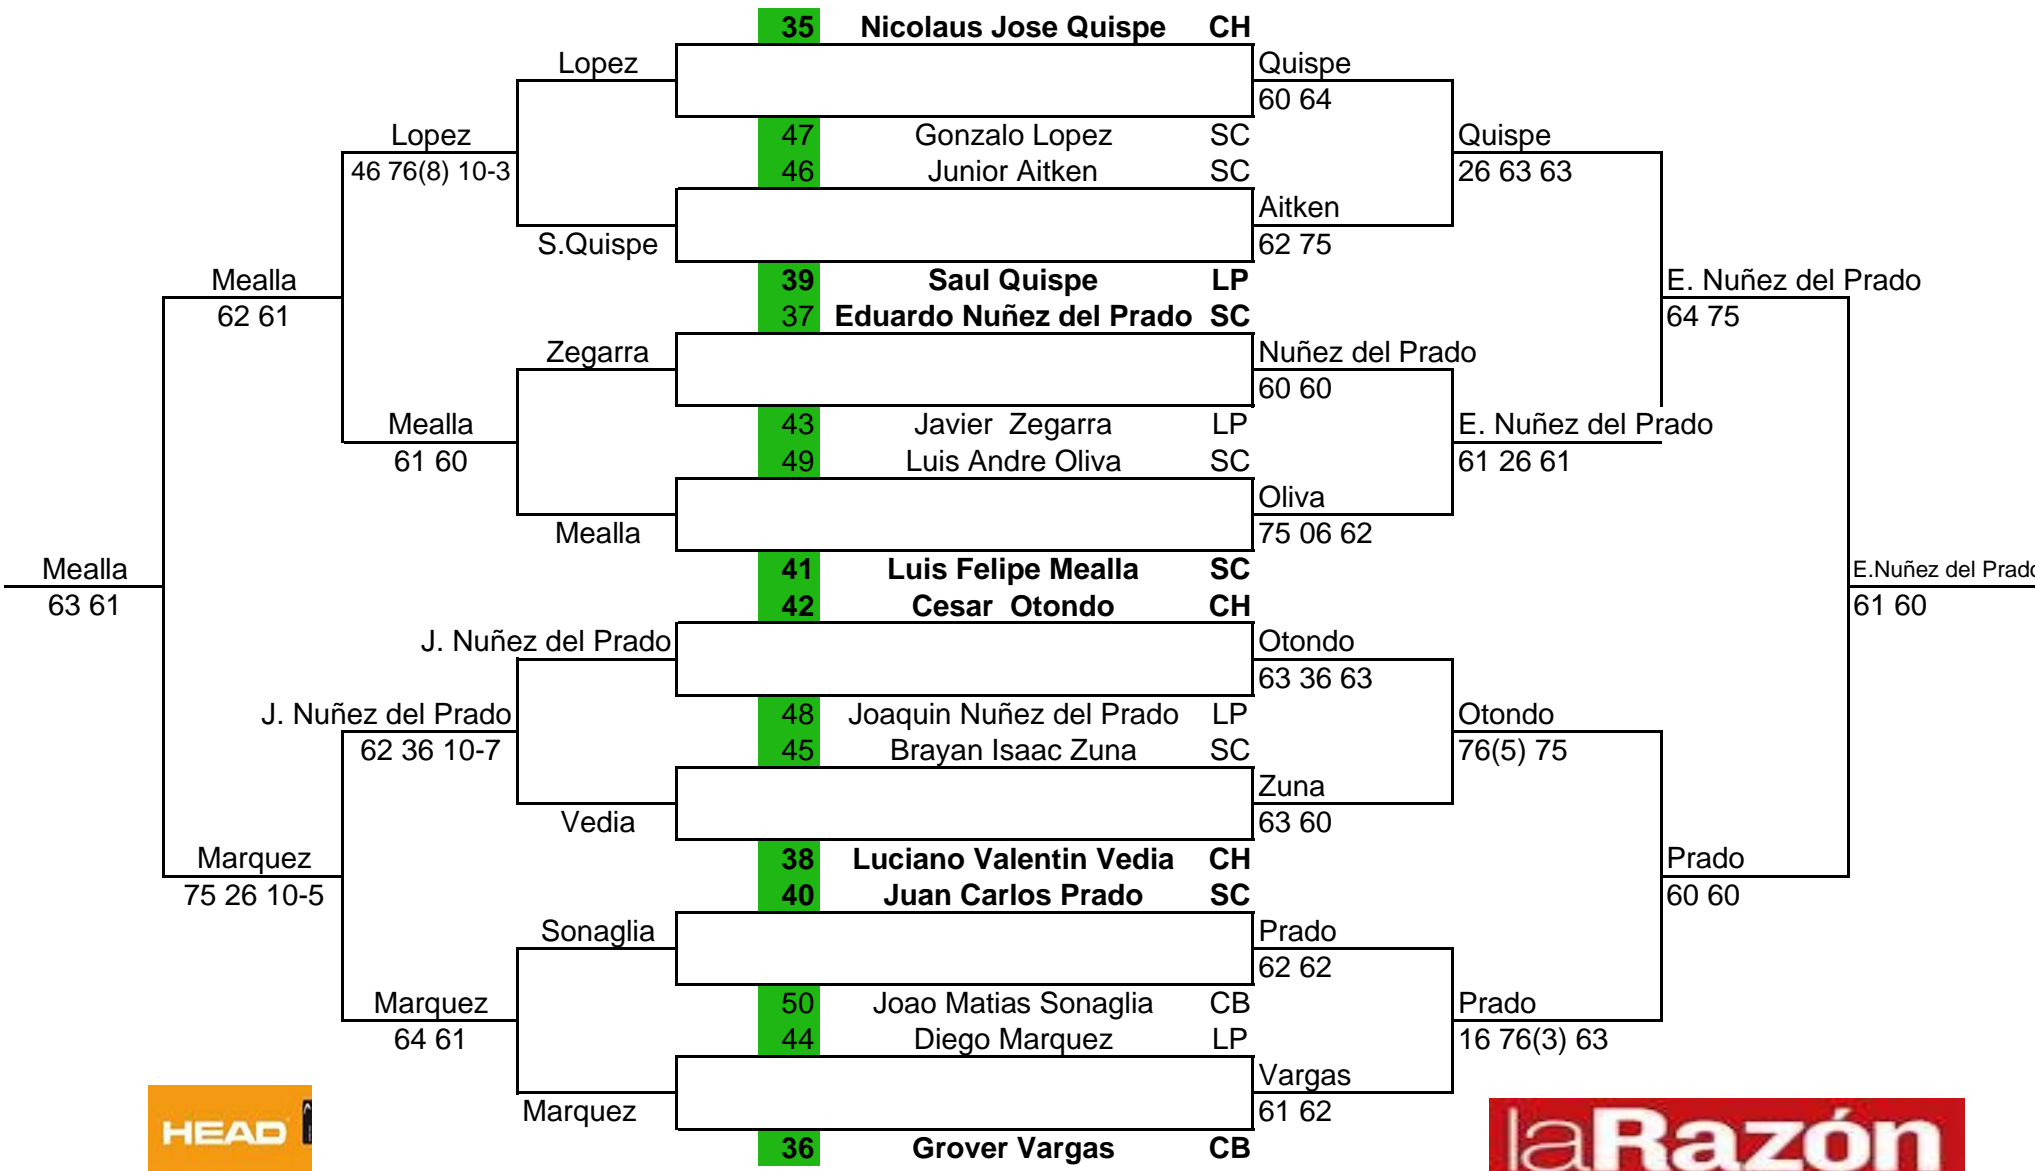 35 Nicolaus Jose Quispe CH
Lopez Quispe
60 64
Lopez 47 Gonzalo Lopez SC Quispe
46 76(8) 10-3 46 Junior Aitken SC 26 63 63
Aitken
S.Quispe 62 75
Mealla 39 Saul Quispe LP E. Nuñez del Prado
62 61 37 Eduardo Nuñez del Prado SC 64 75
Zegarra Nuñez del Prado
60 60
Mealla 43 Javier Zegarra LP E. Nuñez del Prado
61 60 49 Luis Andre Oliva SC 61 26 61
Oliva
Mealla 75 06 62
Mealla 41 Luis Felipe Mealla SC E.Nuñez del Prado
63 61 42 Cesar Otondo CH 61 60
J. Nuñez del Prado Otondo
63 36 63
J. Nuñez del Prado 48 Joaquin Nuñez del Prado LP Otondo
62 36 10-7 45 Brayan Isaac Zuna SC 76(5) 75
Zuna
Vedia 63 60
Marquez 38 Luciano Valentin Vedia CH Prado
75 26 10-5 40 Juan Carlos Prado SC 60 60
Sonaglia Prado
62 62
Marquez 50 Joao Matias Sonaglia CB Prado
64 61 44 Diego Marquez LP 16 76(3) 63
Vargas
Marquez 61 62
HEAD 36 Grover Vargas CB laRazón